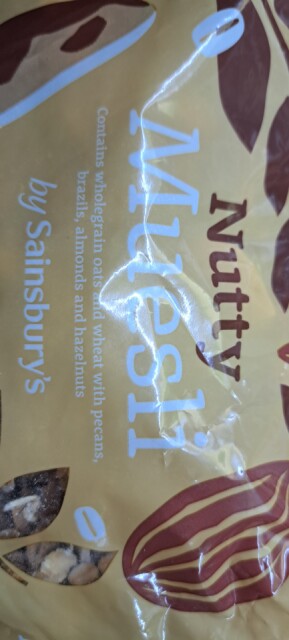 Nutty
Muesli
Contains wholegrain oats and wheat with pecans,
brazils, almonds and hazelnuts
by Sainsbury's